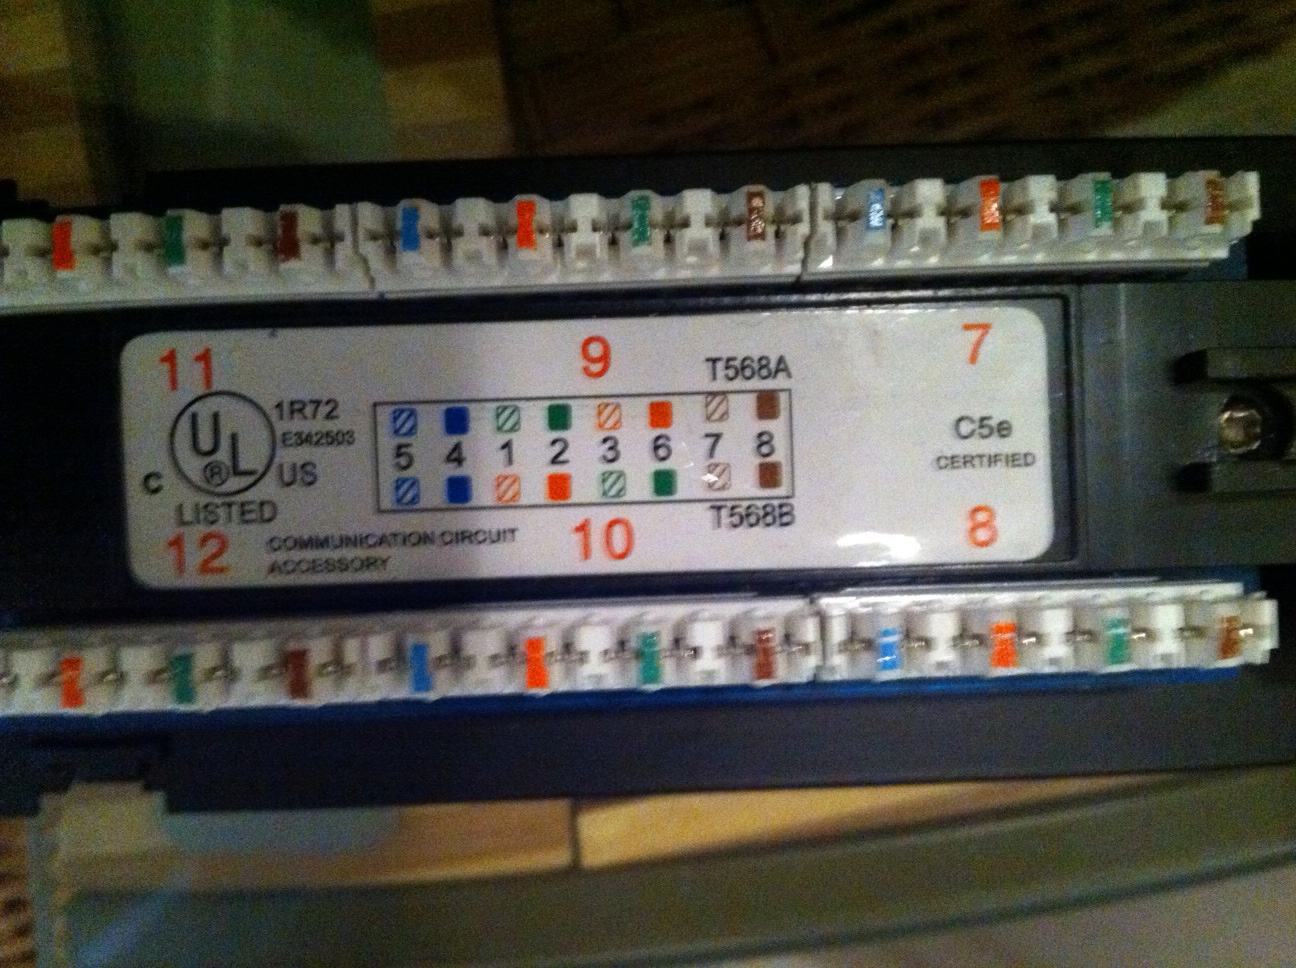 11 9 7
T568A
UL ®
C US
LISTED
1R72
E342503
5 4 1 2 3 6 7 8
T568B
C5e
CERTIFIED
12 10 8
COMMUNICATION CIRCUIT
ACCESSORY